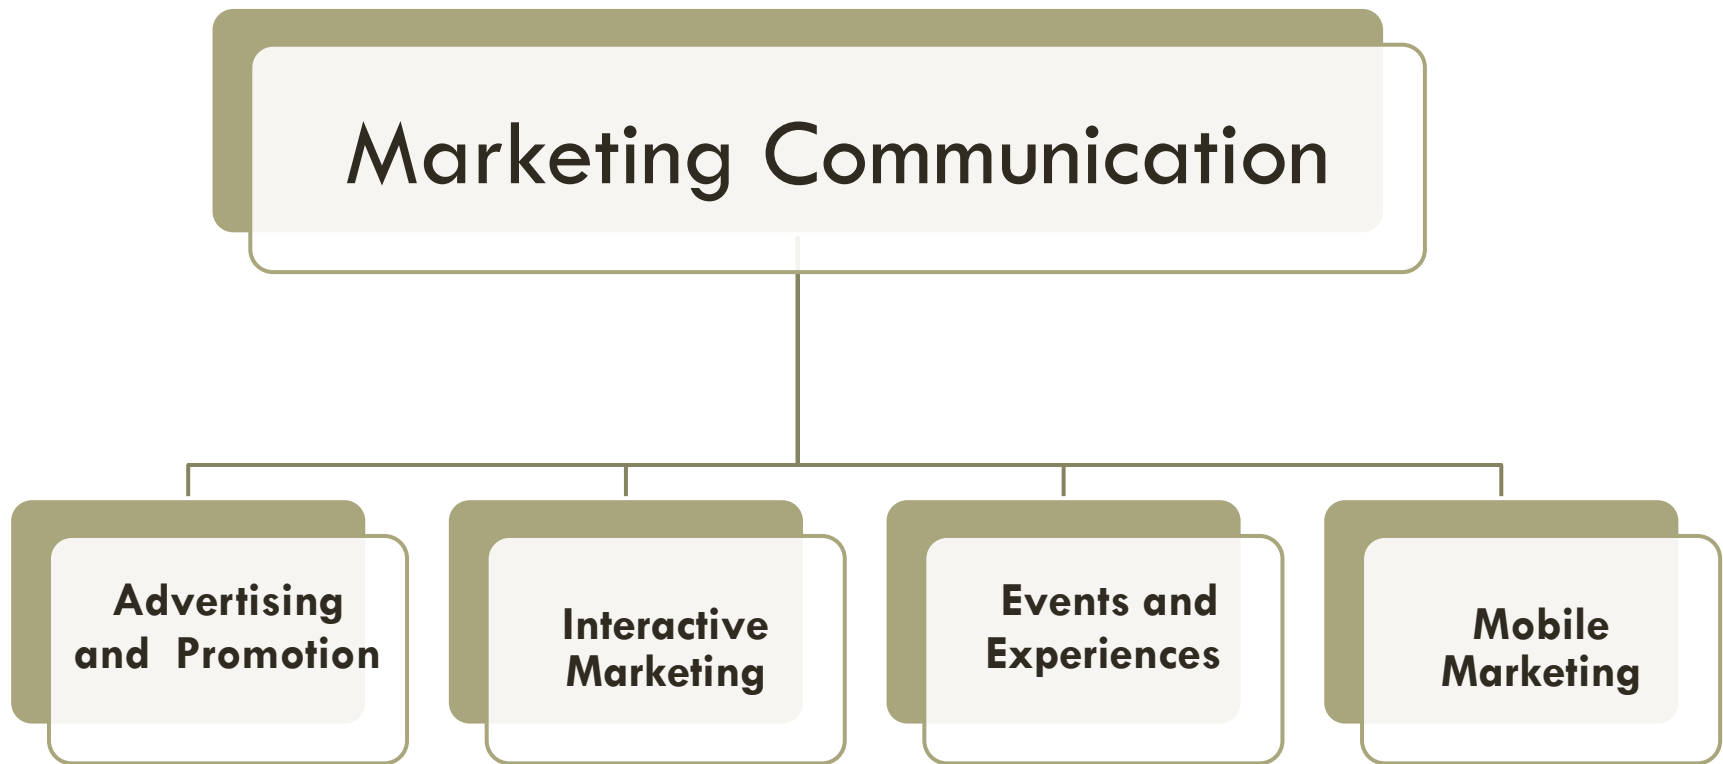 Marketing Communication
Advertising
and  Promotion
Interactive
Marketing
Events and
Experiences
Mobile
Marketing